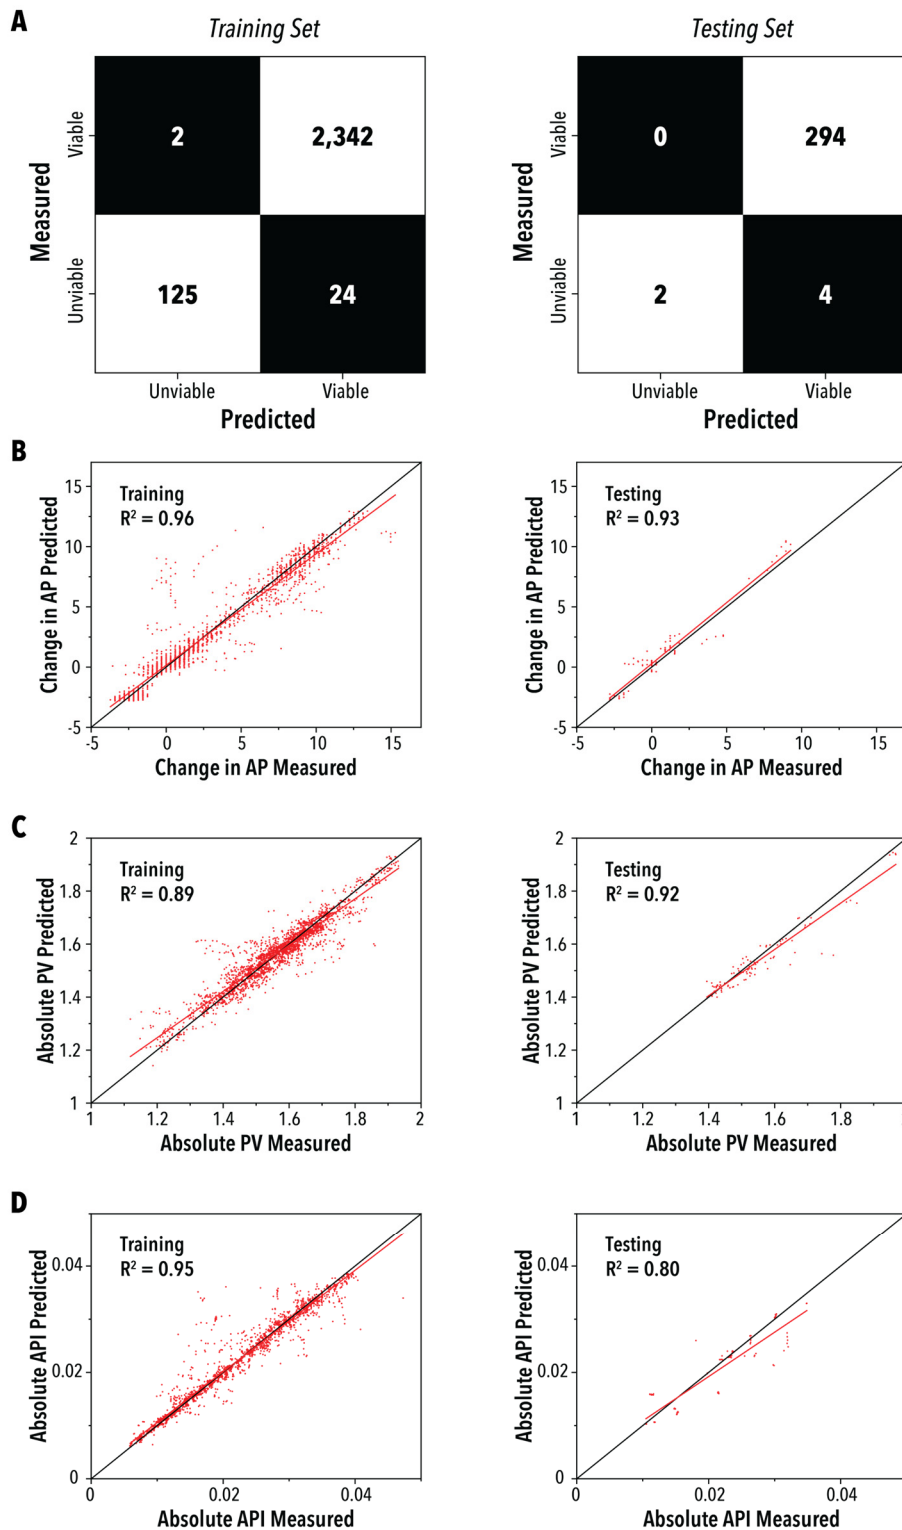 A
Training Set
Testing Set
Measured
Viable
Unviable
2
2,342
125
24
Unviable
Viable
Predicted
Measured
Viable
Unviable
0
294
2
4
Unviable
Viable
Predicted
B
Change in AP Predicted
15
10
5
0
-5
Training
R² = 0.96
-5
0
5
10
15
Change in AP Measured
Change in AP Predicted
15
10
5
0
-5
Testing
R² = 0.93
-5
0
5
10
15
Change in AP Measured
C
Absolute PV Predicted
2
1.8
1.6
1.4
1.2
1
Training
R² = 0.89
1
1.2
1.4
1.6
1.8
2
Absolute PV Measured
Absolute PV Predicted
2
1.8
1.6
1.4
1.2
1
Testing
R² = 0.92
1
1.2
1.4
1.6
1.8
Absolute PV Measured
D
Absolute API Predicted
0.04
0.02
0
Training
R² = 0.95
0
0.02
0.04
Absolute API Measured
Absolute API Predicted
0.04
0.02
0
Testing
R² = 0.80
0
0.02
0.04
Absolute API Measured